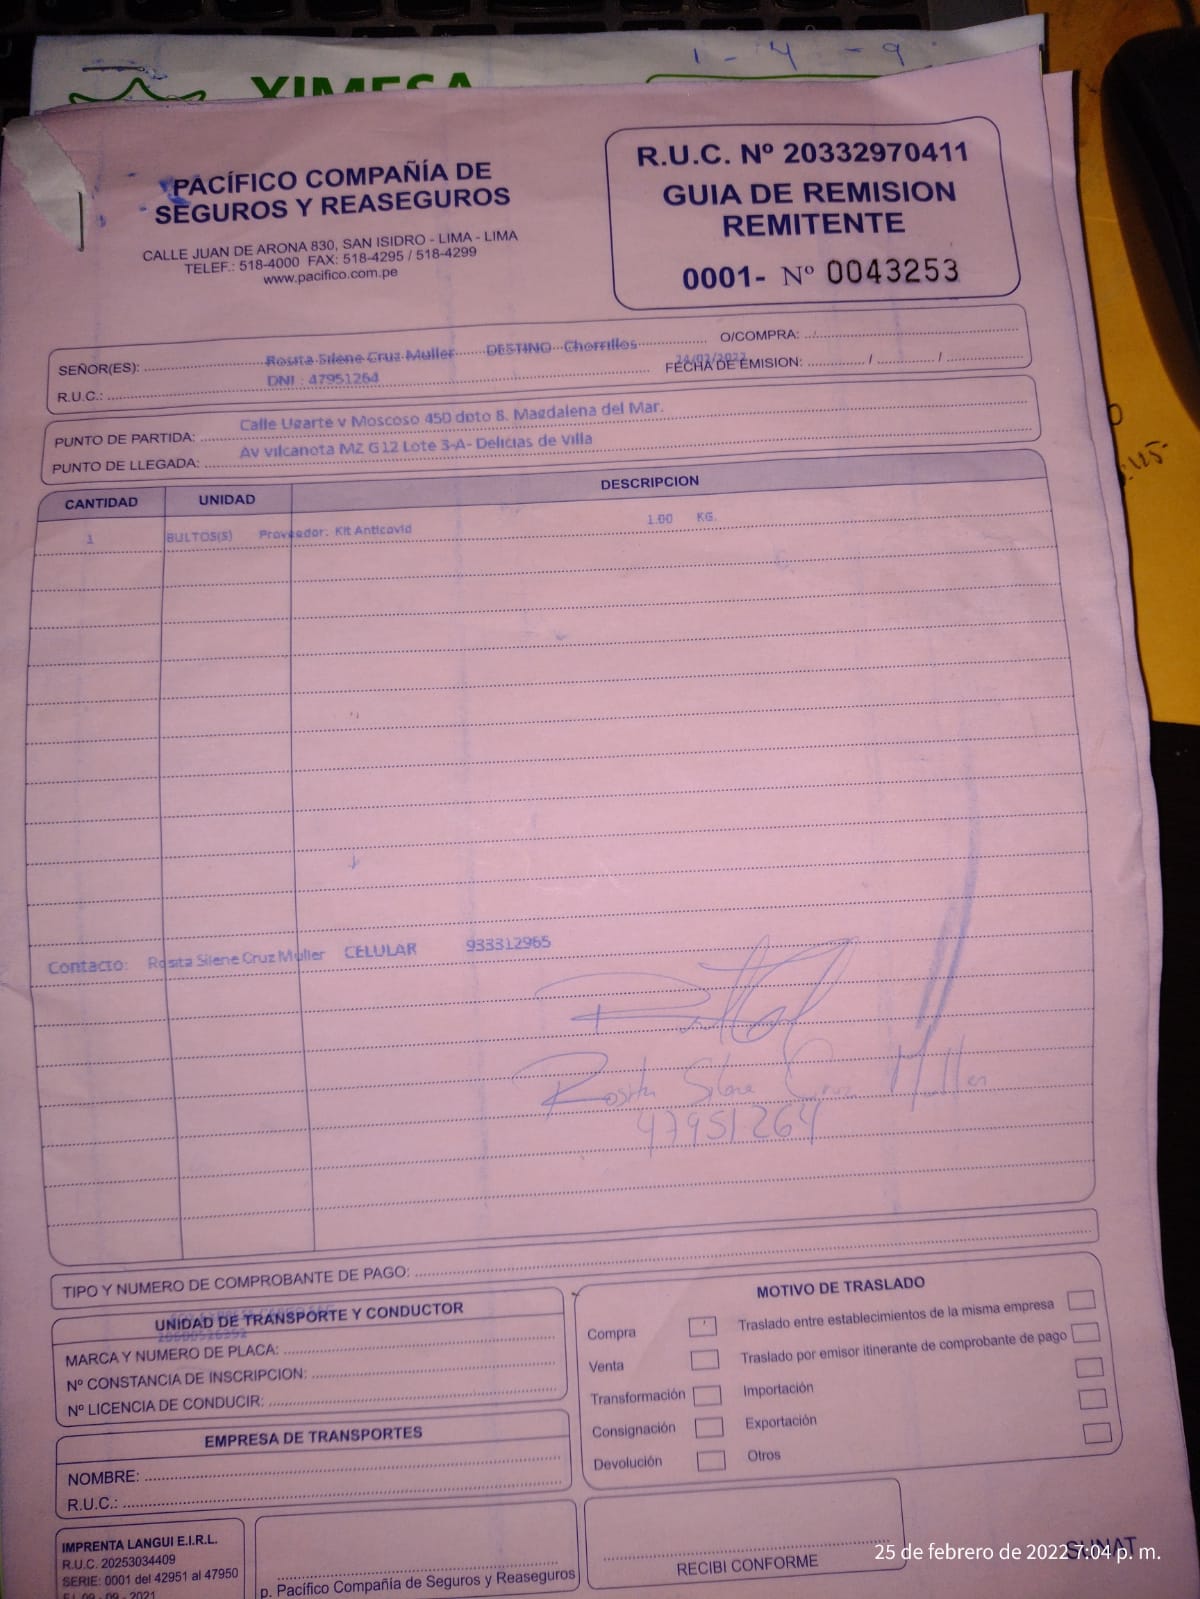 1 - 4 - 9
XIMESA
PACÍFICO COMPAÑÍA DE
SEGUROS Y REASEGUROS
CALLE JUAN DE ARONA 830, SAN ISIDRO - LIMA - LIMA
TELEF.: 518-4000 FAX: 518-4295 / 518-4299
www.pacifico.com.pe
R.U.C. Nº 20332970411
GUIA DE REMISION
REMITENTE
0001- Nº 0043253
SEÑOR(ES): Rosita Silene Cruz Muller DESTINO Chorrillos O/COMPRA:
R.U.C.: DNI : 47951264 FECHA DE EMISION: / /
PUNTO DE PARTIDA: Calle Ugarte y Moscoso 450 dpto 8. Magdalena del Mar.
PUNTO DE LLEGADA: Av vilcanota MZ G12 Lote 3-A- Delicias de Villa
CANTIDAD UNIDAD DESCRIPCION
1 BULTOS(S) Proveedor: Kit Anticovid 1.00 KG.
Contacto: Rosita Silene Cruz Muller CELULAR 933312965
Rosita Silene Cruz Muller
47951264
TIPO Y NUMERO DE COMPROBANTE DE PAGO:
UNIDAD DE TRANSPORTE Y CONDUCTOR
MARCA Y NUMERO DE PLACA:
Nº CONSTANCIA DE INSCRIPCION:
Nº LICENCIA DE CONDUCIR:
EMPRESA DE TRANSPORTES
NOMBRE:
R.U.C.:
MOTIVO DE TRASLADO
Compra Traslado entre establecimientos de la misma empresa
Venta Traslado por emisor itinerante de comprobante de pago
Transformación Importación
Consignación Exportación
Devolución Otros
IMPRENTA LANGUI E.I.R.L.
R.U.C. 20253034409
SERIE: 0001 del 42951 al 47950
F.I. 09 - 09 - 2021
p. Pacífico Compañía de Seguros y Reaseguros
RECIBI CONFORME
SUNAT
25 de febrero de 2022 7:04 p. m.